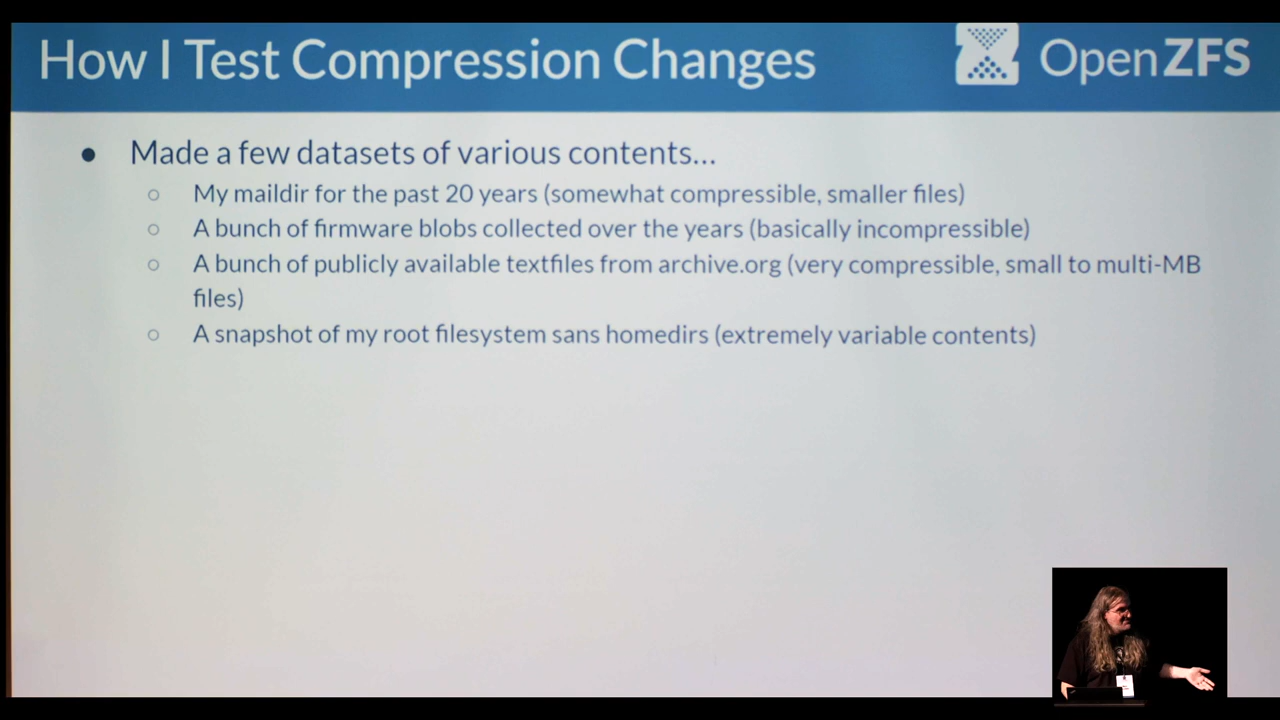 How I Test Compression Changes
OpenZFS
● Made a few datasets of various contents...
○ My maildir for the past 20 years (somewhat compressible, smaller files)
○ A bunch of firmware blobs collected over the years (basically incompressible)
○ A bunch of publicly available textfiles from archive.org (very compressible, small to multi-MB
files)
○ A snapshot of my root filesystem sans homedirs (extremely variable contents)